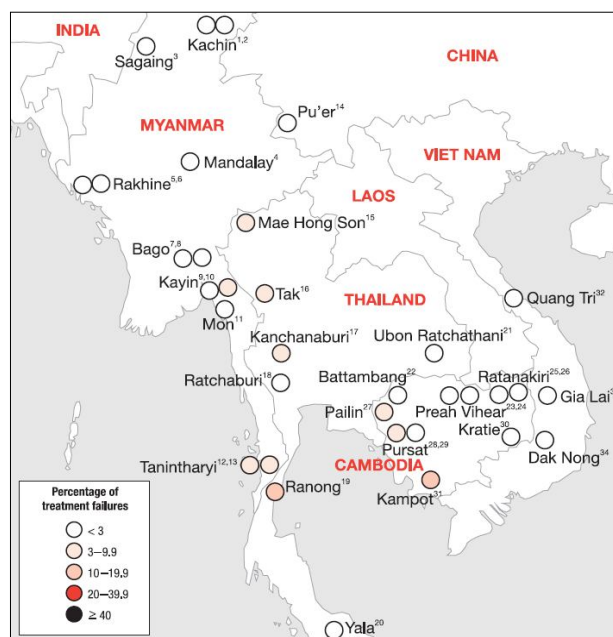 INDIA
Kachin1,2
Sagaing3
CHINA
Pu'er14
MYANMAR
VIET NAM
Mandalay4
LAOS
Rakhine5,6
Mae Hong Son15
Bago7,8
Kayin9,10
Tak16
THAILAND
Quang Tri32
Mon11
Kanchanaburi17
Ubon Ratchathani21
Ratchaburi18
Battambang22
Ratanakiri25,26
Gia Lai
Pailin27
Preah Vihear23,24
Kratie30
Pursat28,29
Dak Nong34
Tanintharyi12,13
CAMBODIA
Ranong19
Kampot31
Percentage of
treatment failures
< 3
3–9.9
10–19.9
20–39.9
≥ 40
Yala20